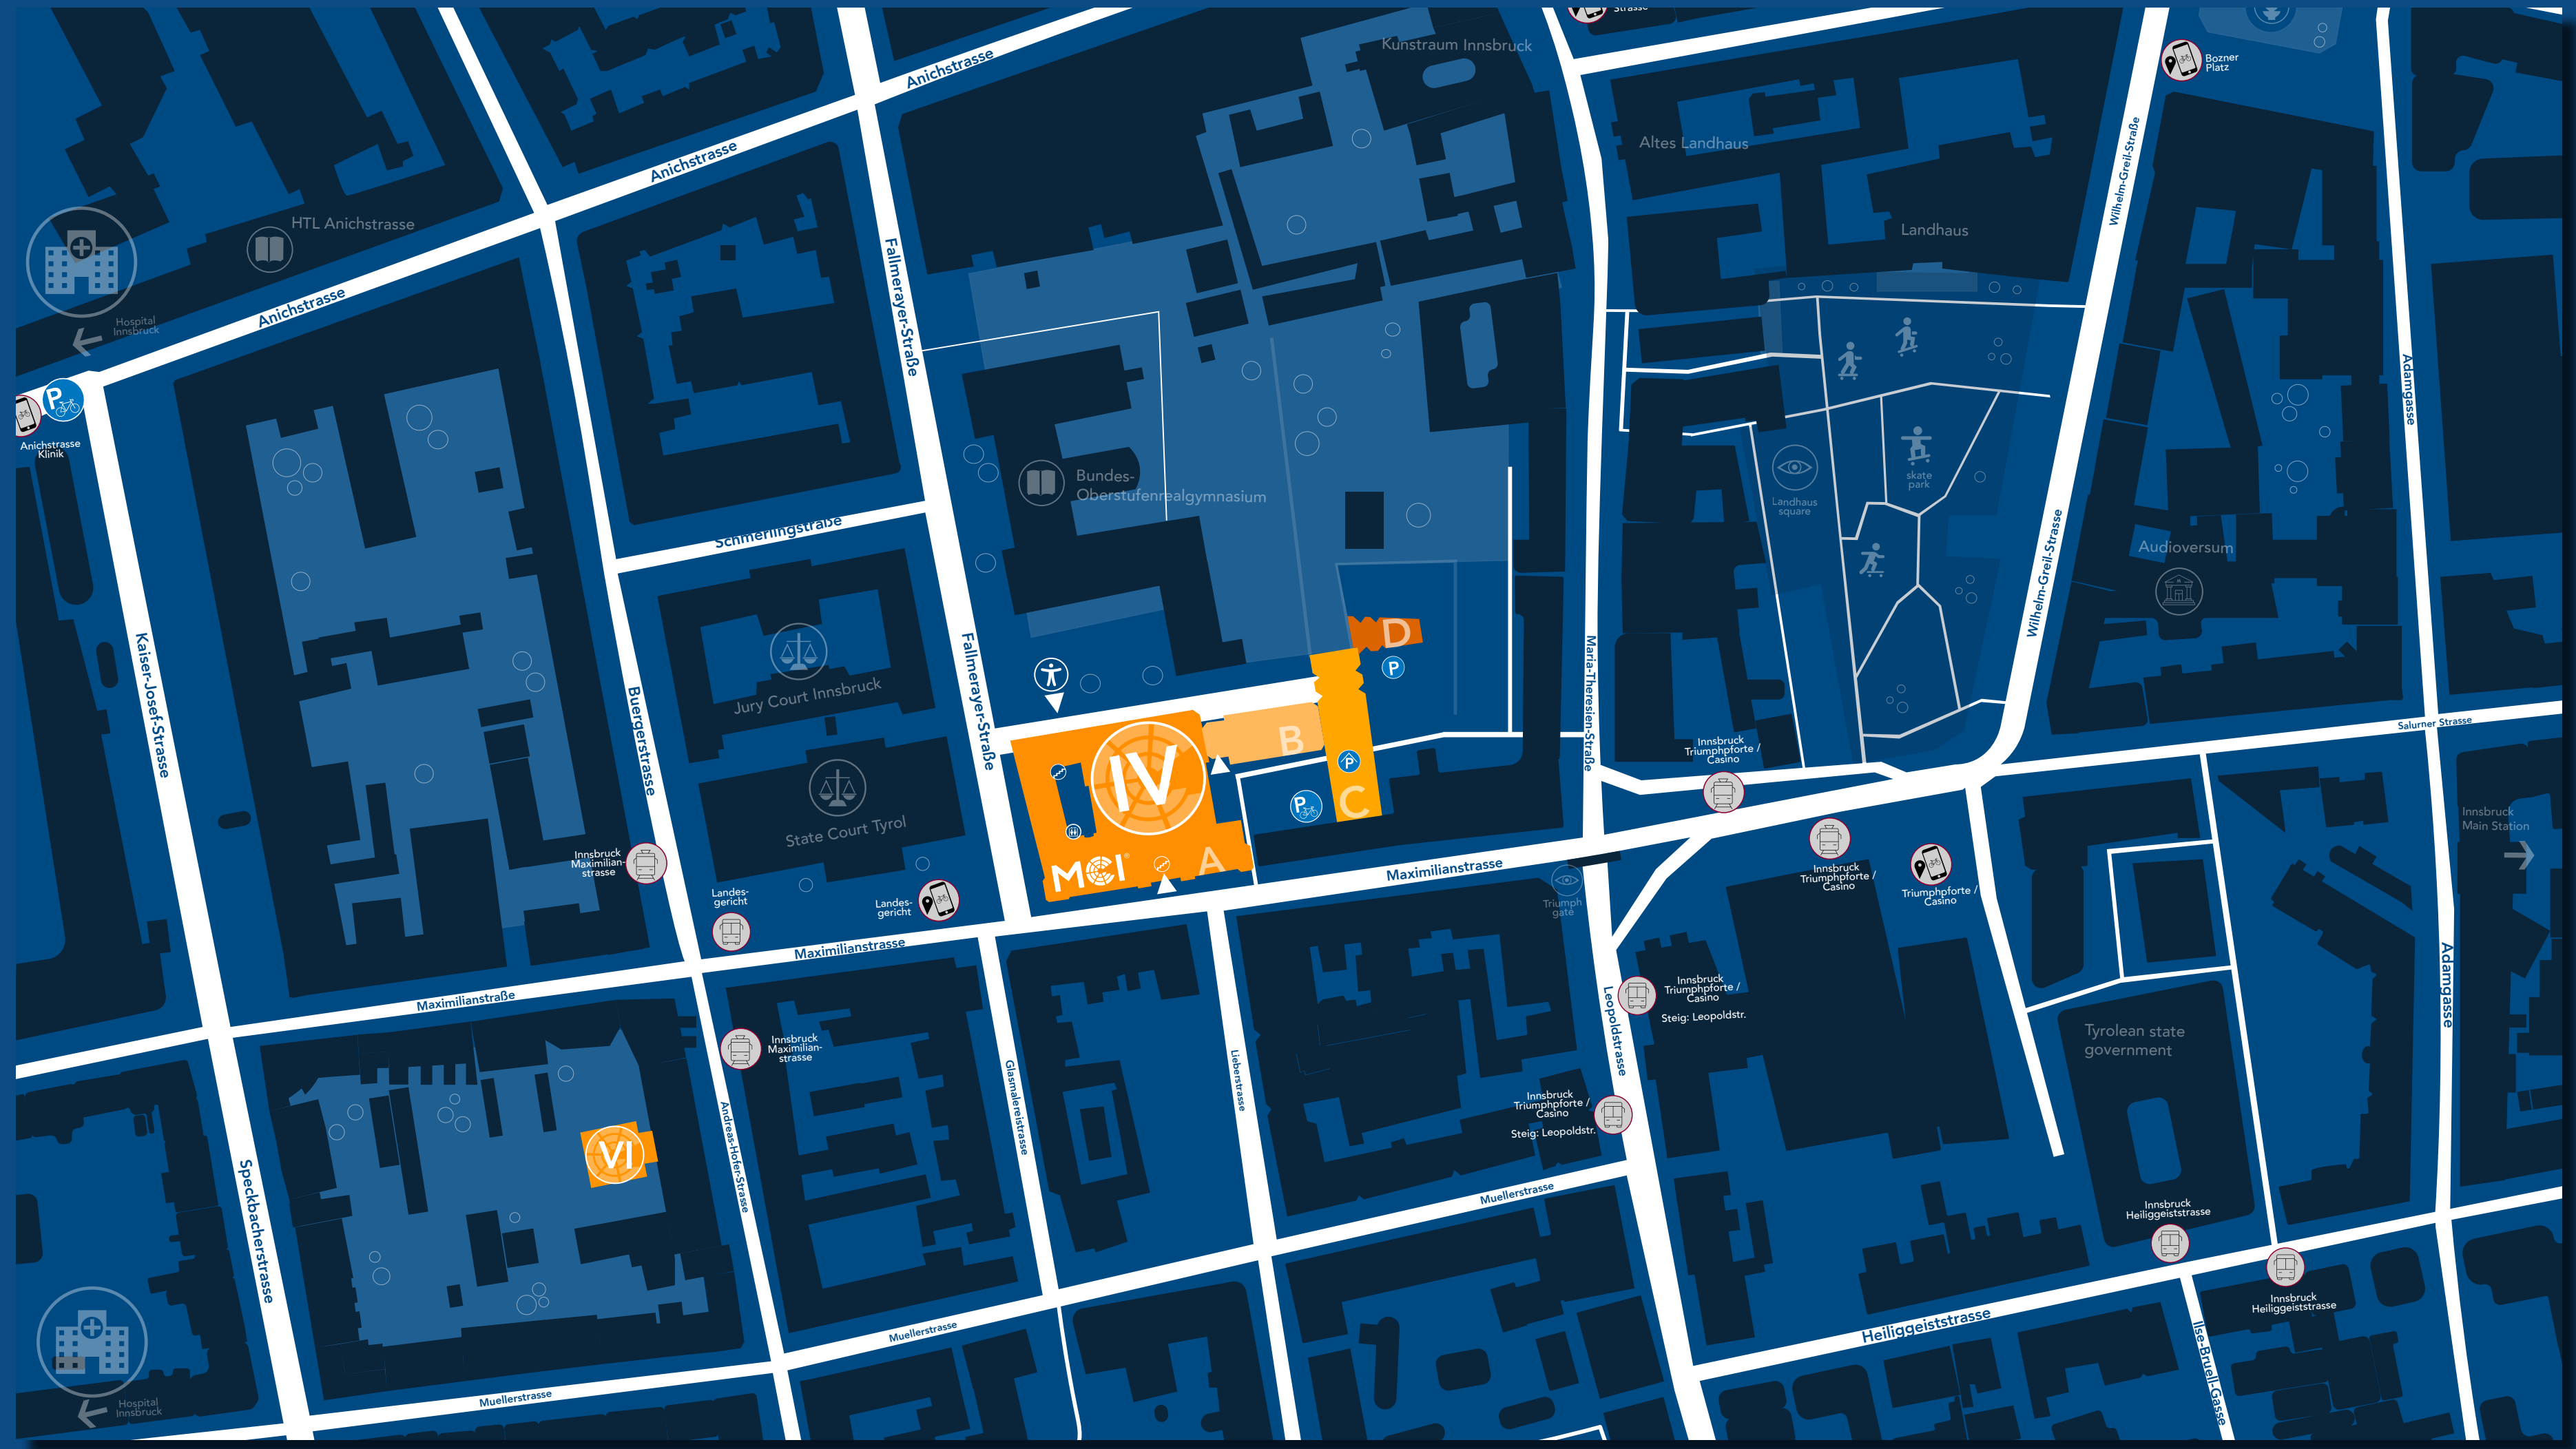 Strasse
Kunstraum Innsbruck
Anichstrasse
Bozner
Platz
Wilhelm-Greil-Straße
Altes Landhaus
Anichstrasse
HTL Anichstrasse
Landhaus
Fallmerayer-Straße
Anichstrasse
Hospital
Innsbruck
Adamgasse
P
Anichstrasse
Klinik
Bundes-
Oberstufenrealgymnasium
skate
park
Landhaus
square
Schmerlingstraße
Wilhelm-Greil-Strasse
Audioversum
Kaiser-Josef-Strasse
Buergerstrasse
Jury Court Innsbruck
Fallmerayer-Straße
D
P
Maria-Theresien-Straße
Salurner Strasse
B
IV
P
C
P
Innsbruck
Triumphpforte /
Casino
State Court Tyrol
Innsbruck
Main Station
Innsbruck
Maximilian-
strasse
MCI®
A
Maximilianstrasse
Innsbruck
Triumphpforte /
Casino
Triumphpforte /
Casino
Landes-
gericht
Landes-
gericht
Triumph
gate
Maximilianstrasse
Maximilianstraße
Adamgasse
Innsbruck
Triumphpforte /
Casino
Steig: Leopoldstr.
Leopoldstrasse
Tyrolean state
government
Innsbruck
Maximilian-
strasse
Glasmalereistrasse
Lieberstrasse
Andreas-Hofer-Strasse
Innsbruck
Triumphpforte /
Casino
Steig: Leopoldstr.
VI
Speckbacherstrasse
Muellerstrasse
Innsbruck
Heiliggeiststrasse
Innsbruck
Heiliggeiststrasse
Heiliggeiststrasse
Muellerstrasse
Ilse-Bruell-Gasse
Muellerstrasse
Hospital
Innsbruck